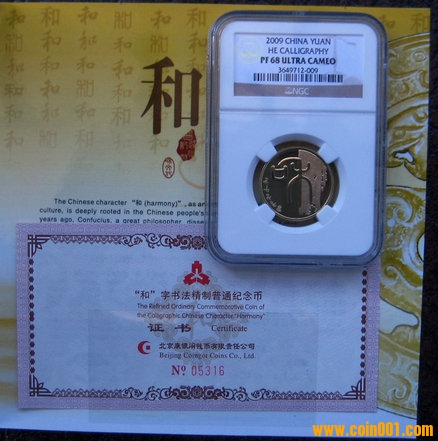 2009 CHINA YUAN
HE CALLIGRAPHY
PF 68 ULTRA CAMEO
3649712-009
NGC
和
The Chinese character "和 (harmony)", as an
culture, is deeply rooted in the Chinese people's
years ago, Confucius, a great philosopher,
"和"字书法精制普通纪念币
The Refined Ordinary Commemorative Coin of
the Calligraphic Chinese Character "Harmony"
证书 Certificate
北京康银阁钱币有限责任公司
Beijing Coingot Coins Co., Ltd.
No 05316
www.coin001.com